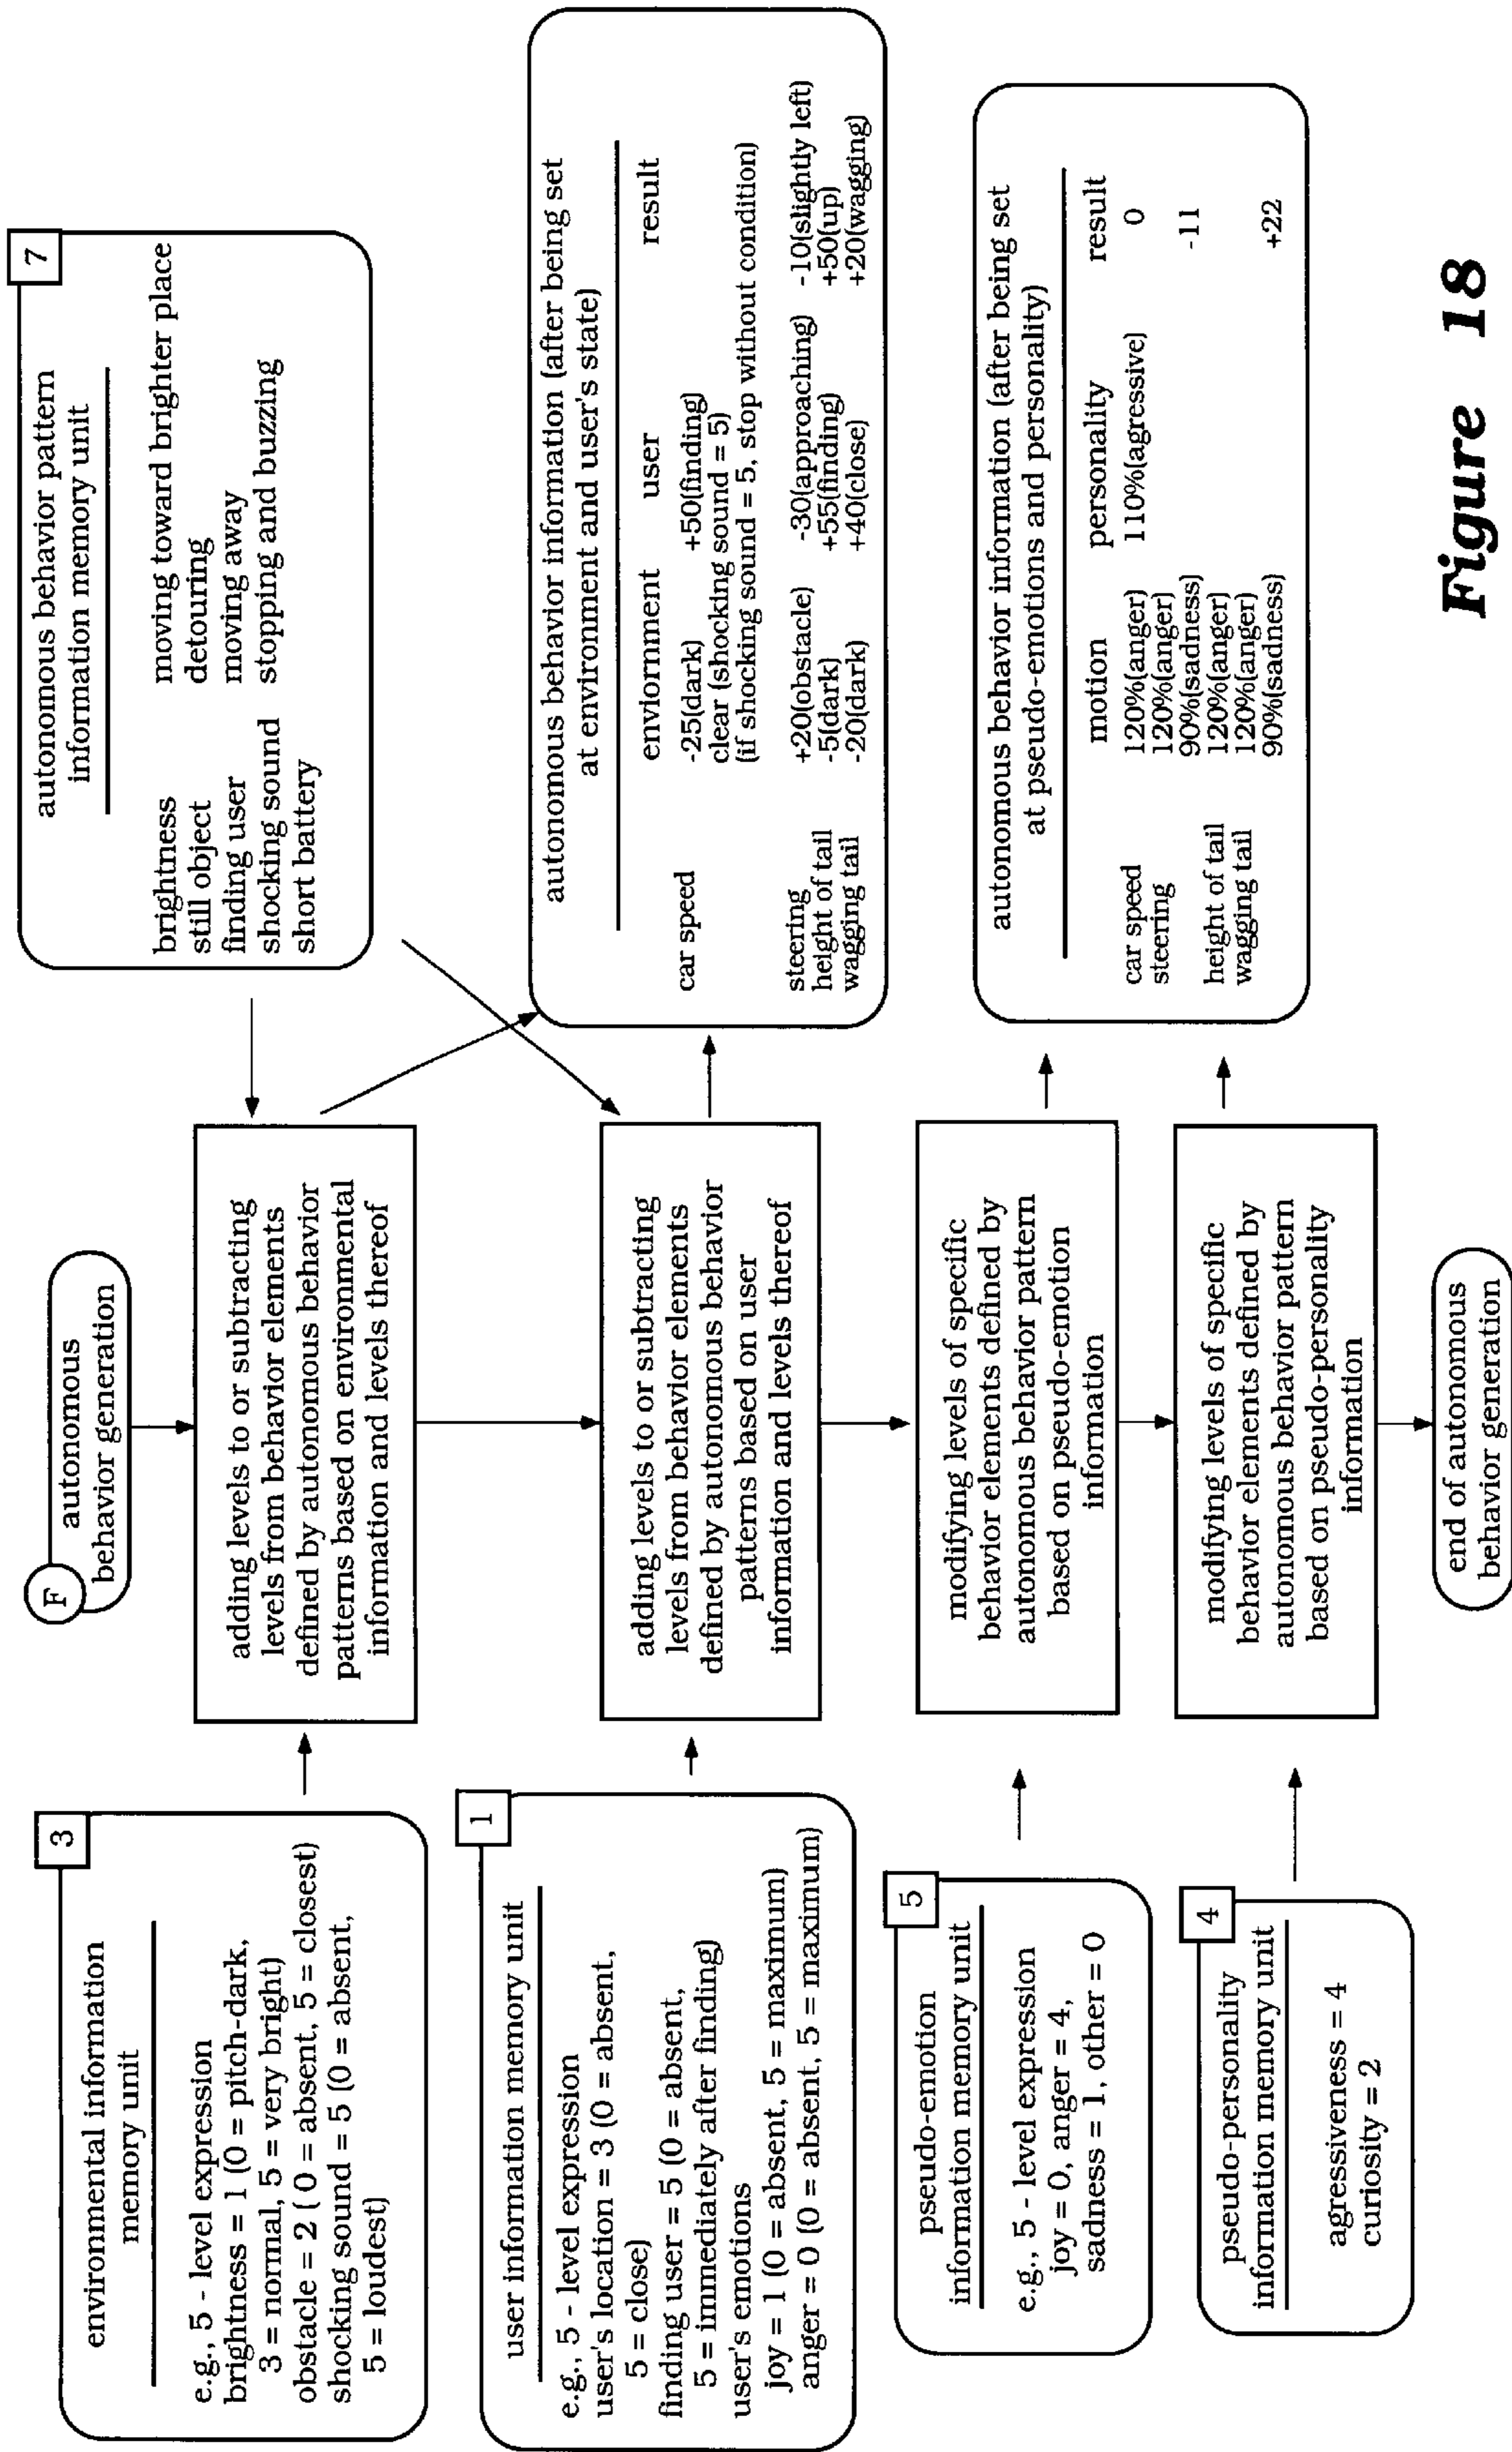 F
autonomous
behavior generation
3
environmental information
memory unit
e.g., 5 - level expression
brightness = 1 (0 = pitch-dark,
3 = normal, 5 = very bright)
obstacle = 2 ( 0 = absent, 5 = closest)
shocking sound = 5 (0 = absent,
5 = loudest)
adding levels to or subtracting
levels from behavior elements
defined by autonomous behavior
patterns based on environmental
information and levels thereof
7
autonomous behavior pattern
information memory unit
brightness moving toward brighter place
still object detouring
finding user moving away
shocking sound stopping and buzzing
short battery
1
user information memory unit
e.g., 5 - level expression
user's location = 3 (0 = absent,
5 = close)
finding user = 5 (0 = absent,
5 = immediately after finding)
user's emotions
joy = 1 (0 = absent, 5 = maximum)
anger = 0 (0 = absent, 5 = maximum)
adding levels to or subtracting
levels from behavior elements
defined by autonomous behavior
patterns based on user
information and levels thereof
autonomous behavior information (after being set
at environment and user's state)
enviornment user result
car speed -25(dark) +50(finding)
clear (shocking sound = 5)
(if shocking sound = 5, stop without condition)
steering +20(obstacle) -30(approaching) -10(slightly left)
height of tail -5(dark) +55(finding) +50(up)
wagging tail -20(dark) +40(close) +20(wagging)
5
pseudo-emotion
information memory unit
e.g., 5 - level expression
joy = 0, anger = 4,
sadness = 1, other = 0
modifying levels of specific
behavior elements defined by
autonomous behavior pattern
based on pseudo-emotion
information
autonomous behavior information (after being set
at pseudo-emotions and personality)
motion personality result
car speed 120%(anger) 110%(agressive) 0
steering 120%(anger)
90%(sadness) -11
height of tail 120%(anger)
wagging tail 120%(anger)
90%(sadness) +22
4
pseudo-personality
information memory unit
agressiveness = 4
curiosity = 2
modifying levels of specific
behavior elements defined by
autonomous behavior pattern
based on pseudo-personality
information
end of autonomous
behavior generation
Figure 18